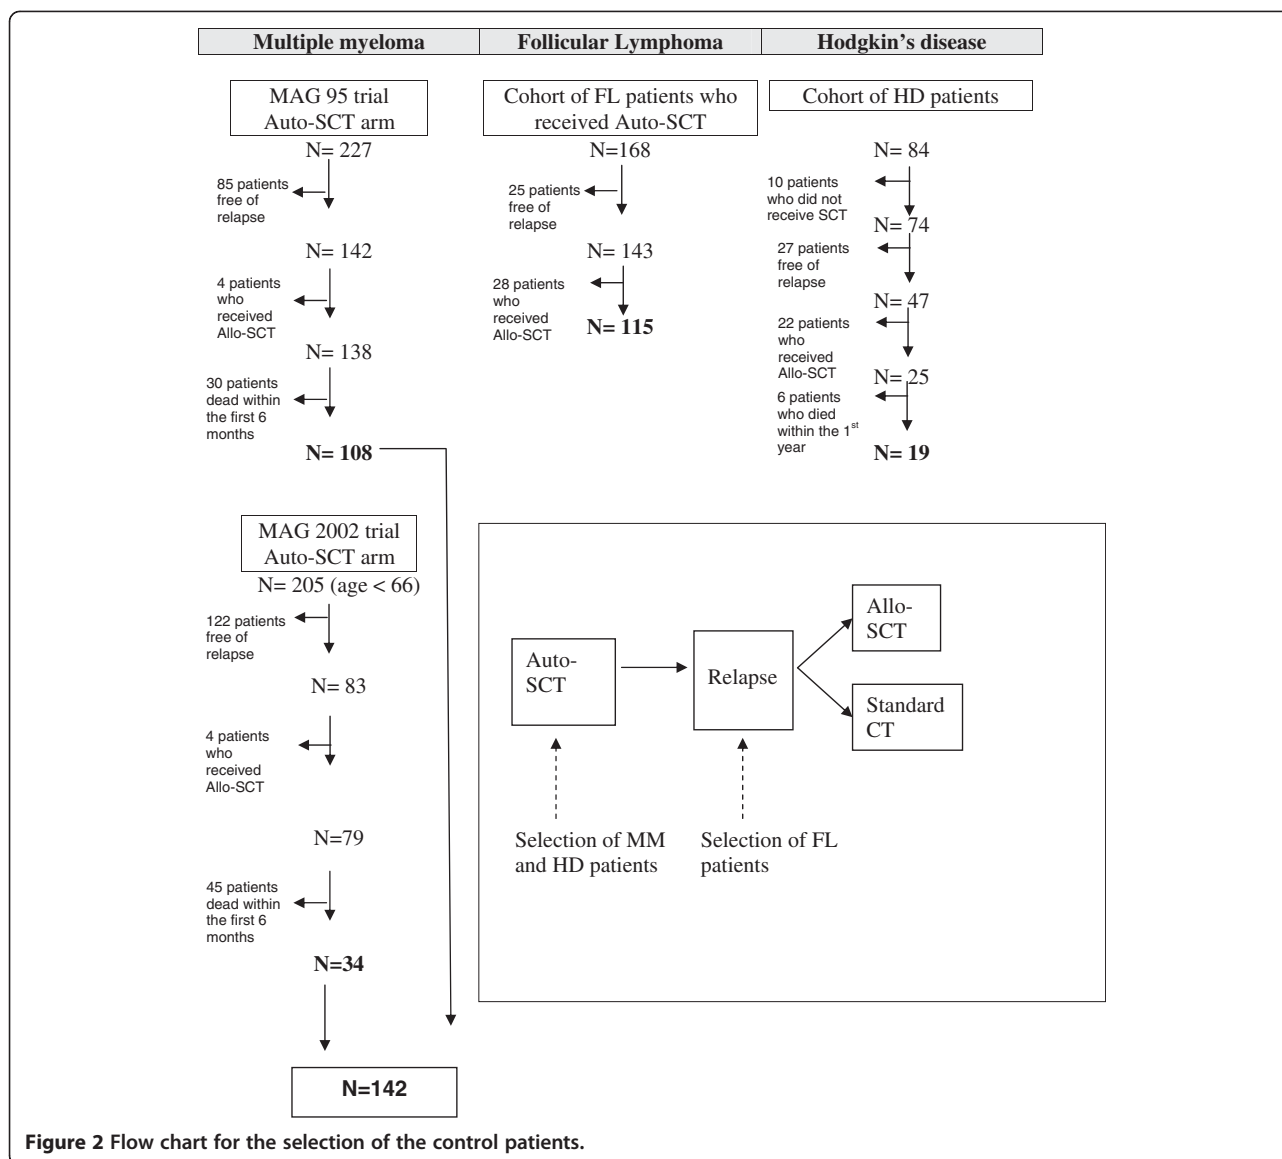 Multiple myeloma
Follicular Lymphoma
Hodgkin's disease
MAG 95 trial
Auto-SCT arm
N= 227
85 patients
free of
relapse
N= 142
4 patients
who
received
Allo-SCT
N= 138
30 patients
dead within
the first 6
months
N= 108
MAG 2002 trial
Auto-SCT arm
N= 205 (age < 66)
122 patients
free of
relapse
N= 83
4 patients
who
received
Allo-SCT
N=79
45 patients
dead within
the first 6
months
N=34
N=142
Cohort of FL patients who
received Auto-SCT
N=168
25 patients
free of
relapse
N= 143
28 patients
who
received
Allo-SCT
N= 115
Cohort of HD patients
N= 84
10 patients
who did not
receive SCT
N= 74
27 patients
free of
relapse
N= 47
22 patients
who
received
Allo-SCT
N= 25
6 patients
who died
within the 1st
year
N= 19
Auto-
SCT
Relapse
Allo-
SCT
Standard
CT
Selection of MM
and HD patients
Selection of FL
patients
Figure 2 Flow chart for the selection of the control patients.